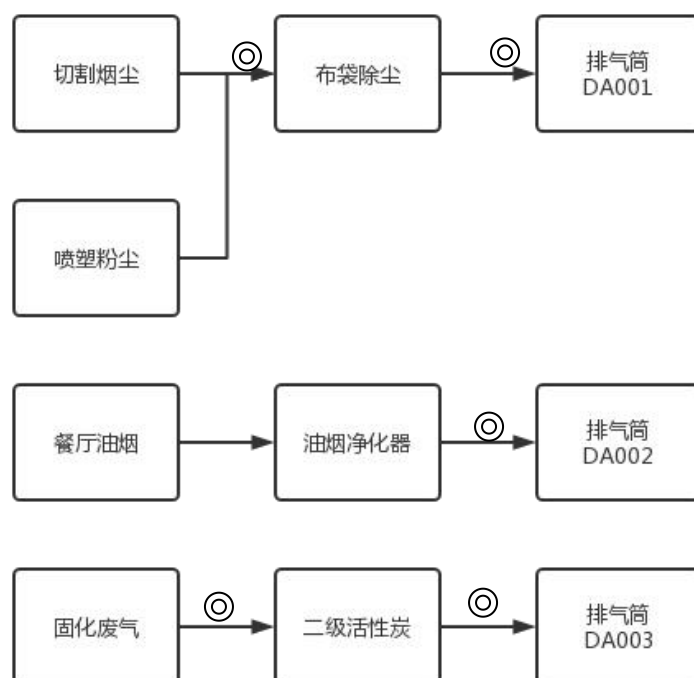 切割烟尘
布袋除尘
排气筒
DA001
喷塑粉尘
餐厅油烟
油烟净化器
排气筒
DA002
固化废气
二级活性炭
排气筒
DA003